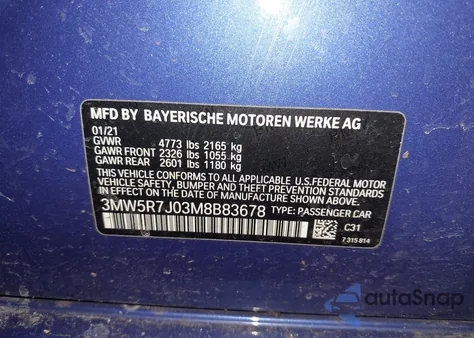 MFD BY BAYERISCHE MOTOREN WERKE AG
01/21
GVWR 4773 lbs 2165 kg
GAWR FRONT 2326 lbs 1055 kg
GAWR REAR 2601 lbs 1180 kg
THIS VEHICLE CONFORMS TO ALL APPLICABLE U.S.FEDERAL MOTOR
VEHICLE SAFETY, BUMPER, AND THEFT PREVENTION
STANDARDS IN EFFECT ON THE DATE OF MANUFACTURE SHOWN ABOVE.
3MW5R7J03M8B83678 TYPE: PASSENGER CAR
C31
7 315 814
autoSnap